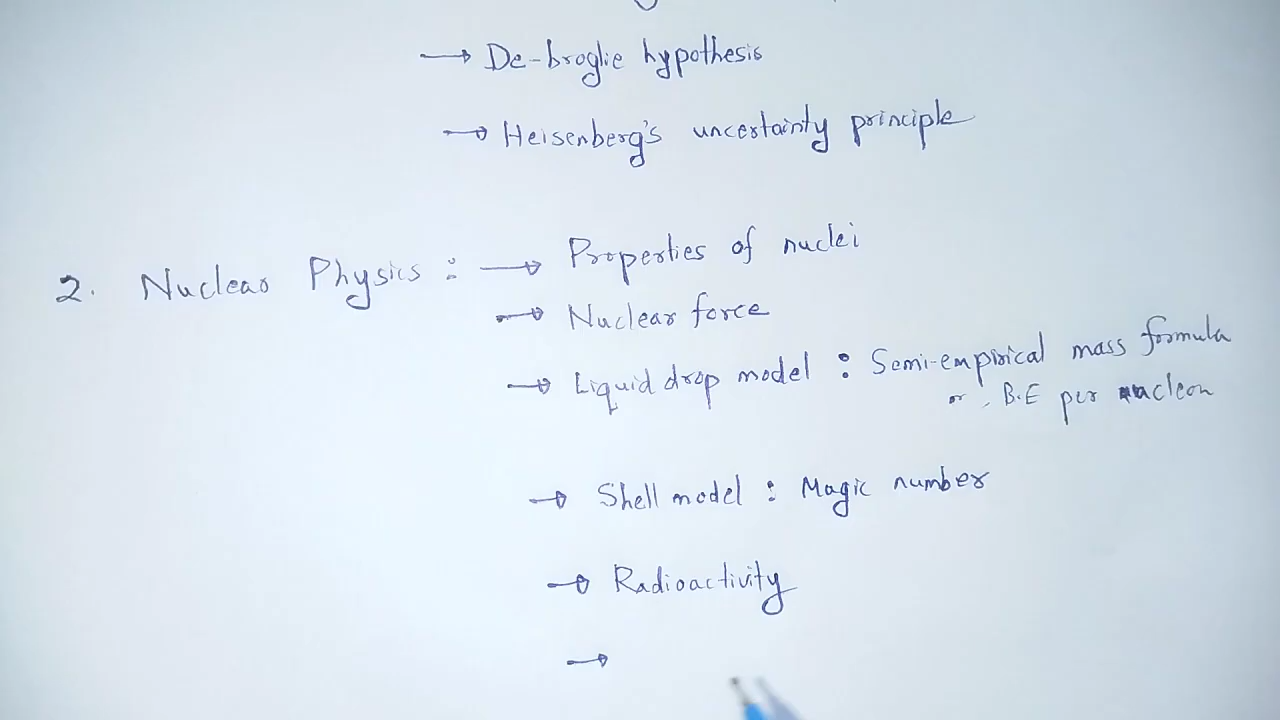 → De-broglie hypothesis
→ Heisenberg's uncertainty principle
2. Nuclear Physics : → Properties of nuclei
→ Nuclear force
→ Liquid drop model : Semi-empirical mass formula
or, B.E per nucleon
→ Shell model : Magic number
→ Radioactivity
→